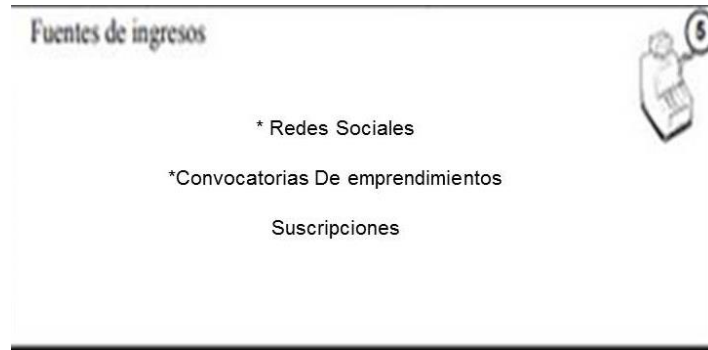 Fuentes de ingresos
5
* Redes Sociales
*Convocatorias De emprendimientos
Suscripciones